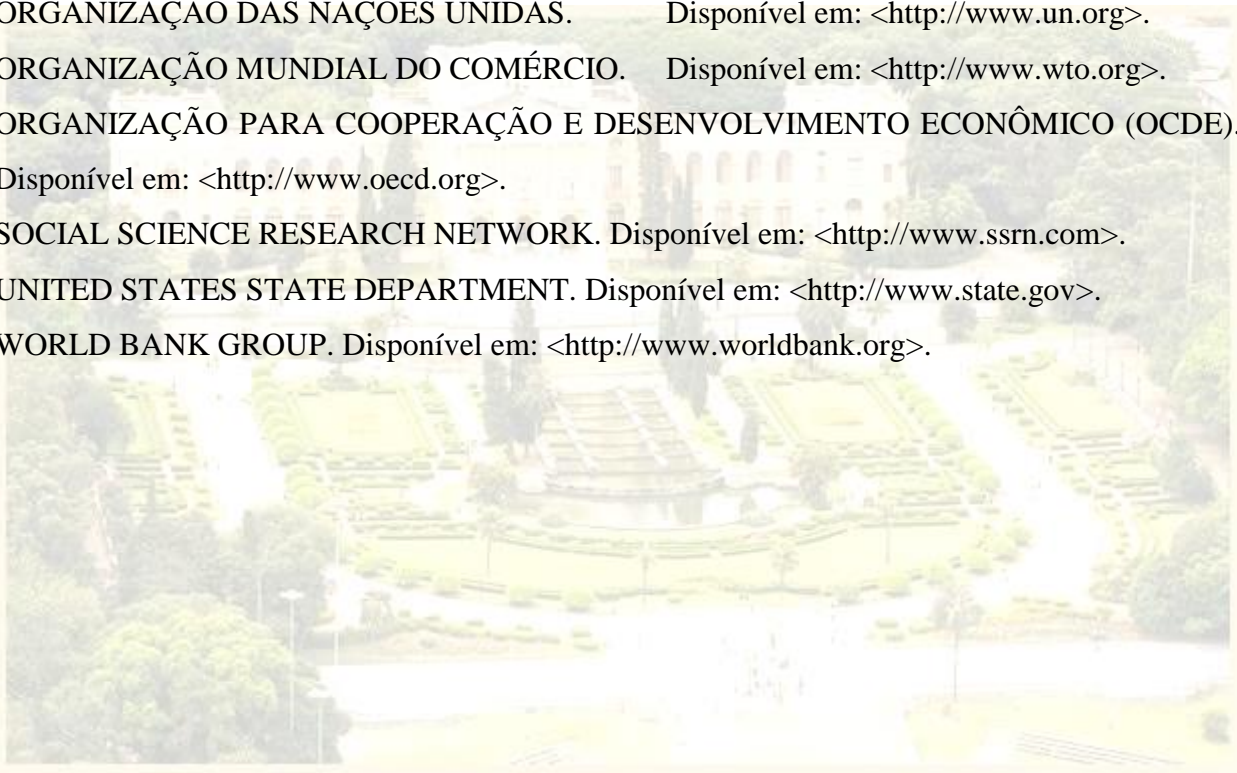 ORGANIZAÇÃO DAS NAÇÕES UNIDAS. Disponível em: <http://www.un.org>.
ORGANIZAÇÃO MUNDIAL DO COMÉRCIO. Disponível em: <http://www.wto.org>.
ORGANIZAÇÃO PARA COOPERAÇÃO E DESENVOLVIMENTO ECONÔMICO (OCDE).
Disponível em: <http://www.oecd.org>.
SOCIAL SCIENCE RESEARCH NETWORK. Disponível em: <http://www.ssrn.com>.
UNITED STATES STATE DEPARTMENT. Disponível em: <http://www.state.gov>.
WORLD BANK GROUP. Disponível em: <http://www.worldbank.org>.